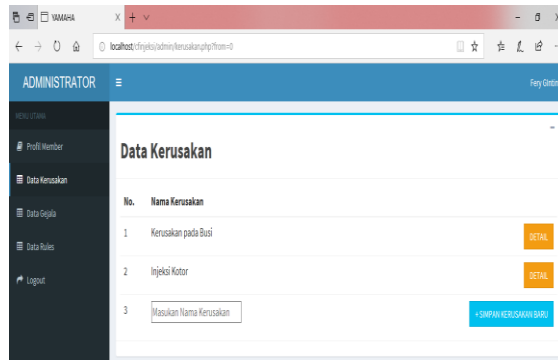 YAMAHA
localhost/cfinjeksi/admin/kerusakan.php?from=0
ADMINISTRATOR
Fery Gintin
MENU UTAMA
Profil Member
Data Kerusakan
Data Gejala
Data Rules
Logout
Data Kerusakan
No. Nama Kerusakan
1 Kerusakan pada Busi DETAIL
2 Injeksi Kotor DETAIL
3 Masukan Nama Kerusakan + SIMPAN KERUSAKAN BARU